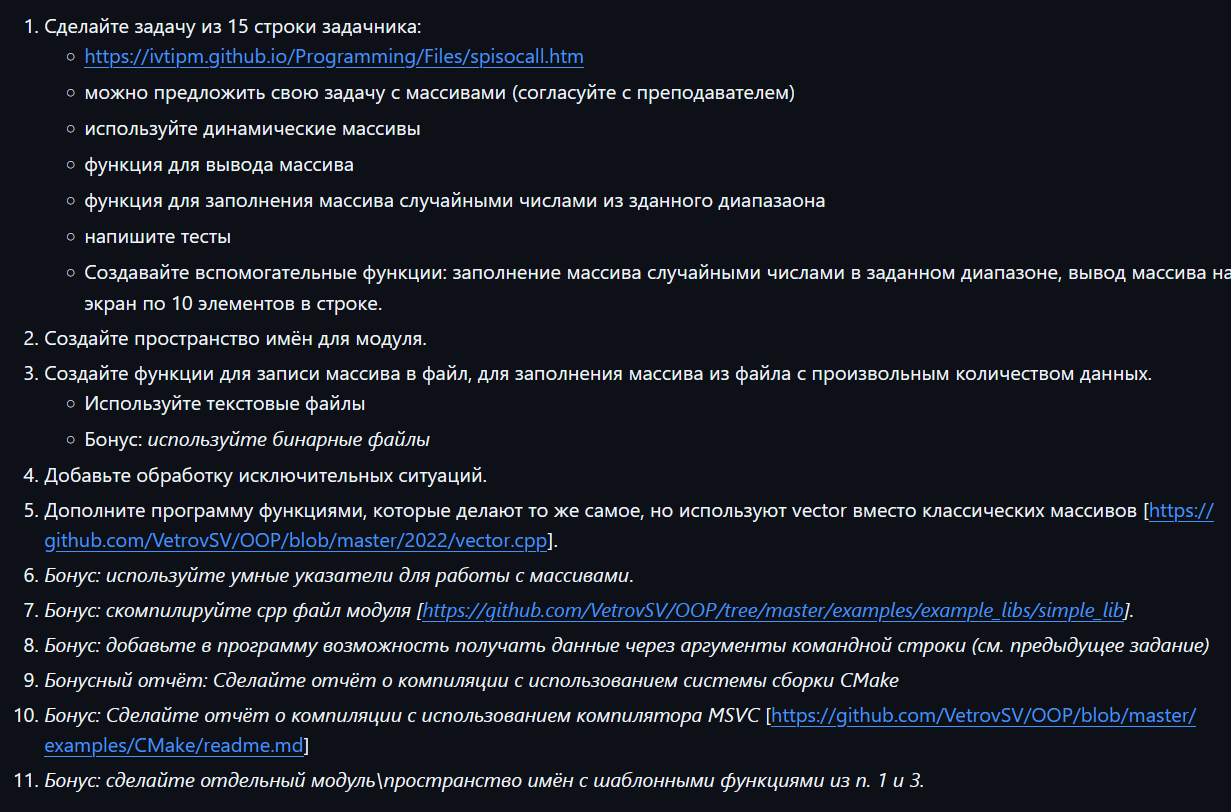 1. Сделайте задачу из 15 строки задачника:
○ https://ivtipm.github.io/Programming/Files/spisocall.htm
○ можно предложить свою задачу с массивами (согласуйте с преподавателем)
○ используйте динамические массивы
○ функция для вывода массива
○ функция для заполнения массива случайными числами из зданного диапазаона
○ напишите тесты
○ Создавайте вспомогательные функции: заполнение массива случайными числами в заданном диапазоне, вывод массива на
экран по 10 элементов в строке.
2. Создайте пространство имён для модуля.
3. Создайте функции для записи массива в файл, для заполнения массива из файла с произвольным количеством данных.
○ Используйте текстовые файлы
○ Бонус: используйте бинарные файлы
4. Добавьте обработку исключительных ситуаций.
5. Дополните программу функциями, которые делают то же самое, но используют vector вместо классических массивов [https://
github.com/VetrovSV/OOP/blob/master/2022/vector.cpp].
6. Бонус: используйте умные указатели для работы с массивами.
7. Бонус: скомпилируйте cpp файл модуля [https://github.com/VetrovSV/OOP/tree/master/examples/example_libs/simple_lib].
8. Бонус: добавьте в программу возможность получать данные через аргументы командной строки (см. предыдущее задание)
9. Бонусный отчёт: Сделайте отчёт о компиляции с использованием системы сборки CMake
10. Бонус: Сделайте отчёт о компиляции с использованием компилятора MSVC [https://github.com/VetrovSV/OOP/blob/master/
examples/CMake/readme.md]
11. Бонус: сделайте отдельный модуль\пространство имён с шаблонными функциями из п. 1 и 3.